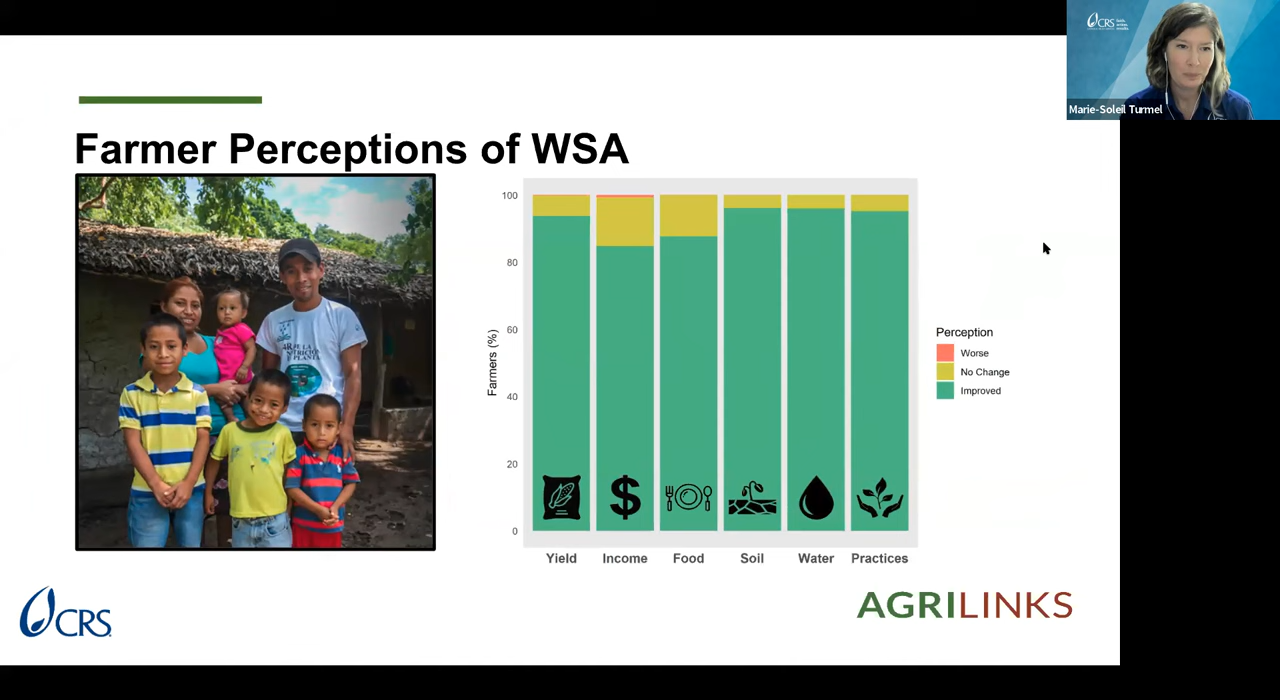 CRS
Marie-Soleil Turmel
Farmer Perceptions of WSA
100
80
60
40
20
0
Farmers (%)
Yield
Income
Food
Soil
Water
Practices
Perception
Worse
No Change
Improved
CRS
AGRILINKS